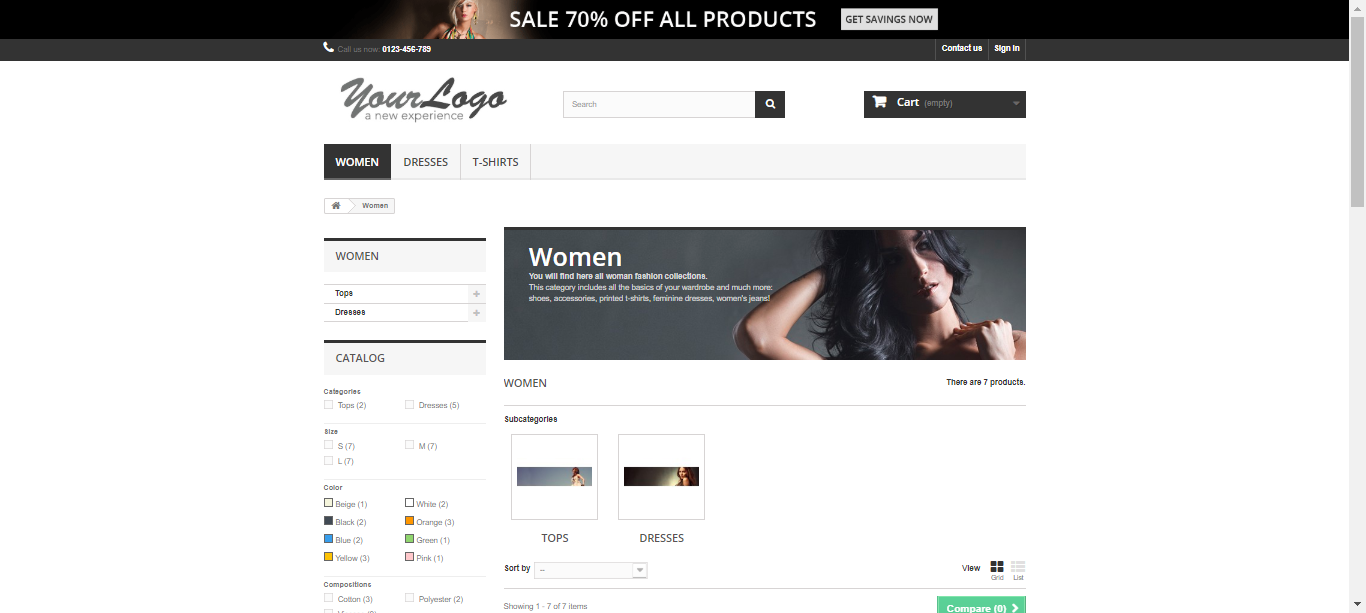 SALE 70% OFF ALL PRODUCTS GET SAVINGS NOW
Call us now: 0123-456-789 Contact us Sign in
YourLogo
a new experience
Search
Cart (empty)
WOMEN DRESSES T-SHIRTS
Women
WOMEN
Tops
Dresses
CATALOG
Categories
Tops (2) Dresses (5)
Size
S (7) M (7)
L (7)
Color
Beige (1) White (2)
Black (2) Orange (3)
Blue (2) Green (1)
Yellow (3) Pink (1)
Compositions
Cotton (3) Polyester (2)
Women
You will find here all woman fashion collections.
This category includes all the basics of your wardrobe and much more:
shoes, accessories, printed t-shirts, feminine dresses, women's jeans!
WOMEN There are 7 products.
Subcategories
TOPS DRESSES
Sort by -- View Grid List
Showing 1 - 7 of 7 items Compare (0)